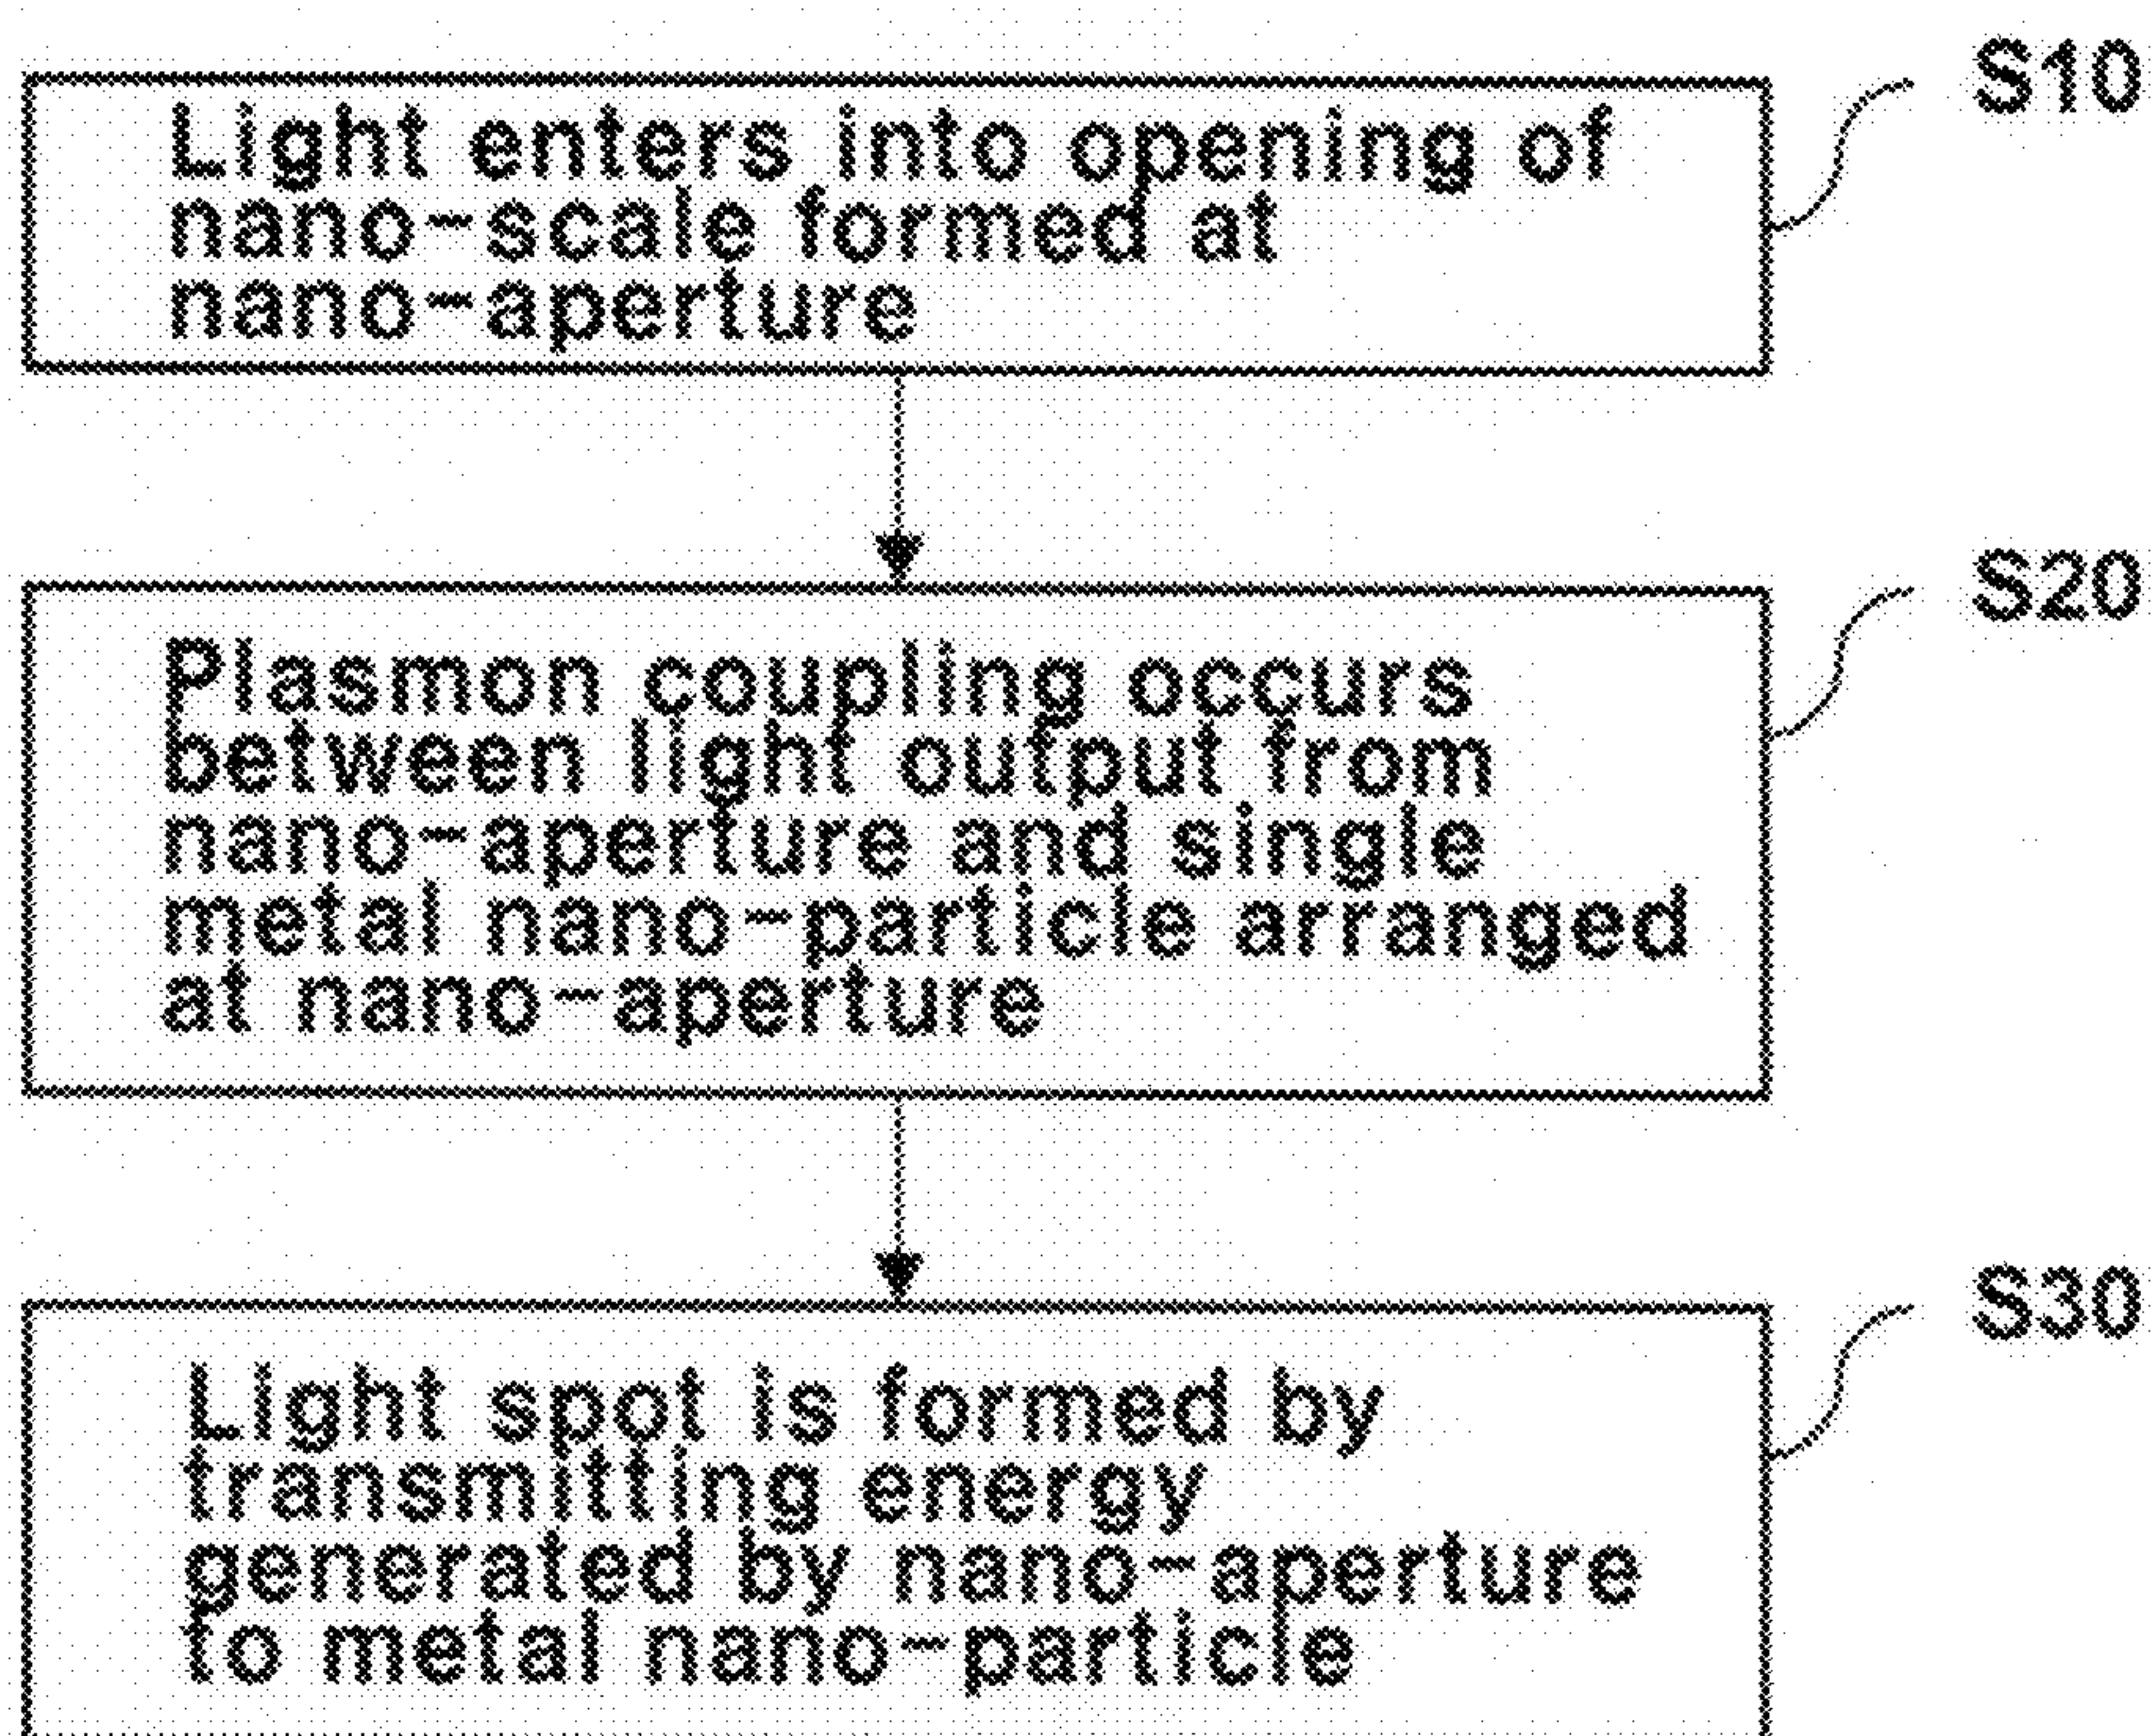 S10
Light enters into opening of
nano-scale formed at
nano-aperture
S20
Plasmon coupling occurs
between light output from
nano-aperture and single
metal nano-particle arranged
at nano-aperture
S30
Light spot is formed by
transmitting energy
generated by nano-aperture
to metal nano-particle